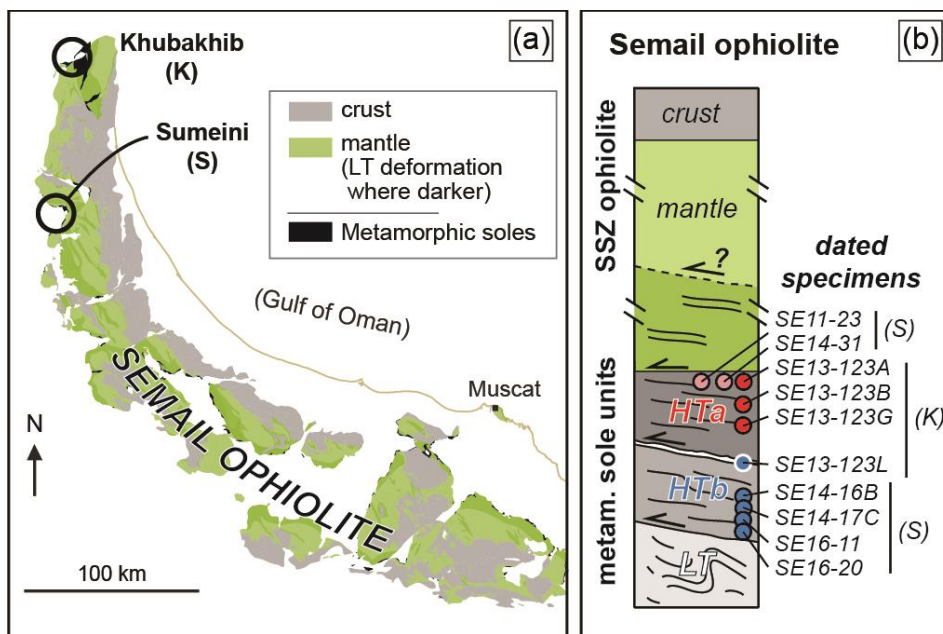 (a)
Khubakhib
(K)
Sumeini
(S)
crust
mantle
(LT deformation
where darker)
Metamorphic soles
(Gulf of Oman)
Muscat
SEMAIL OPHIOLITE
N
100 km
Semail ophiolite
(b)
SSZ ophiolite
metam. sole units
crust
mantle
?
HTa
HTb
LT
dated
specimens
SE11-23
SE14-31
(S)
SE13-123A
SE13-123B
SE13-123G
SE13-123L
(K)
SE14-16B
SE14-17C
SE16-11
SE16-20
(S)